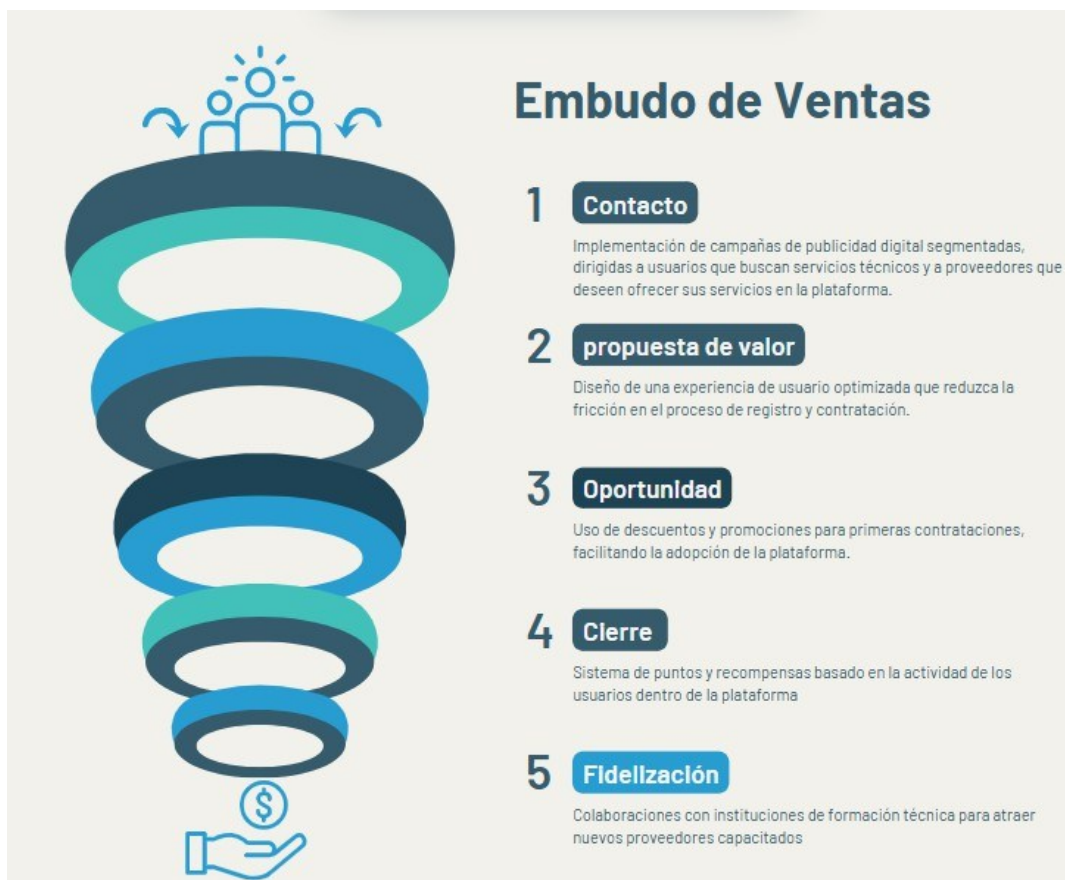 Embudo de Ventas
1 Contacto
Implementación de campañas de publicidad digital segmentadas,
dirigidas a usuarios que buscan servicios técnicos y a proveedores que
deseen ofrecer sus servicios en la plataforma.
2 propuesta de valor
Diseño de una experiencia de usuario optimizada que reduzca la
fricción en el proceso de registro y contratación.
3 Oportunidad
Uso de descuentos y promociones para primeras contrataciones,
facilitando la adopción de la plataforma.
4 Cierre
Sistema de puntos y recompensas basado en la actividad de los
usuarios dentro de la plataforma
5 Fidelización
Colaboraciones con instituciones de formación técnica para atraer
nuevos proveedores capacitados
$